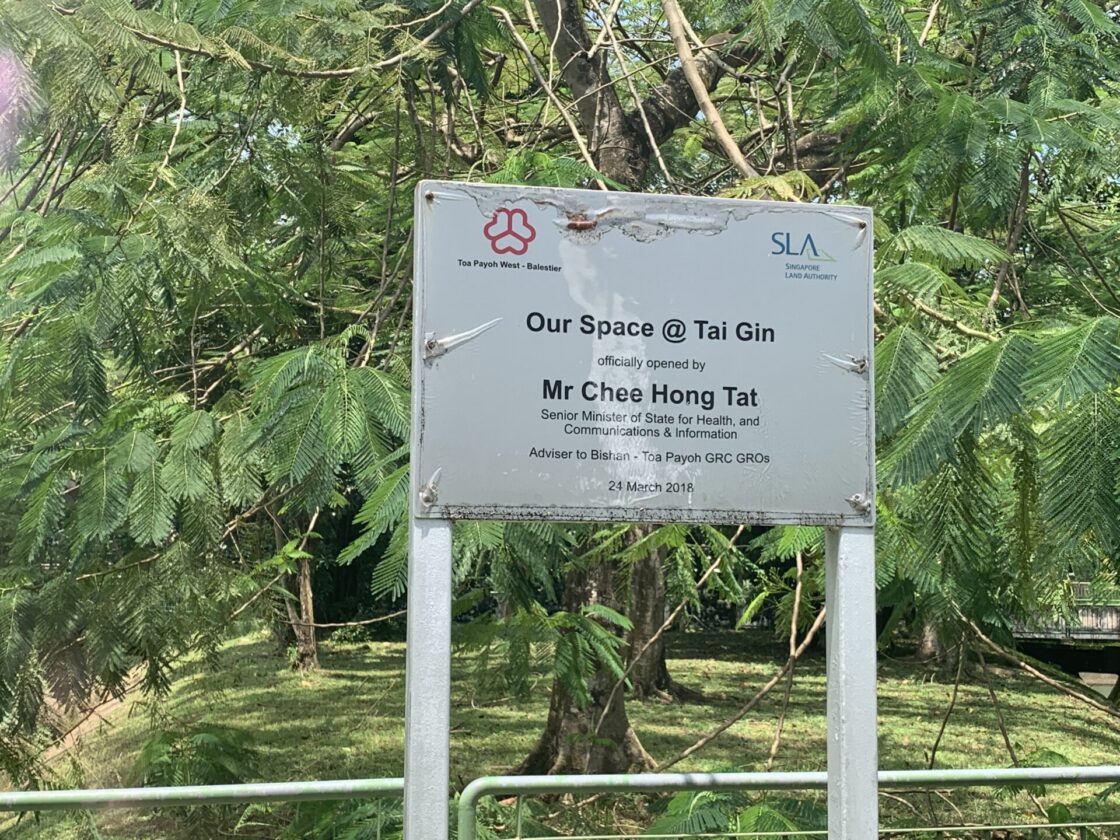 Toa Payoh West - Balestier
SLA
SINGAPORE
LAND AUTHORITY
Our Space @ Tai Gin
officially opened by
Mr Chee Hong Tat
Senior Minister of State for Health, and
Communications & Information
Adviser to Bishan - Toa Payoh GRC GROs
24 March 2018